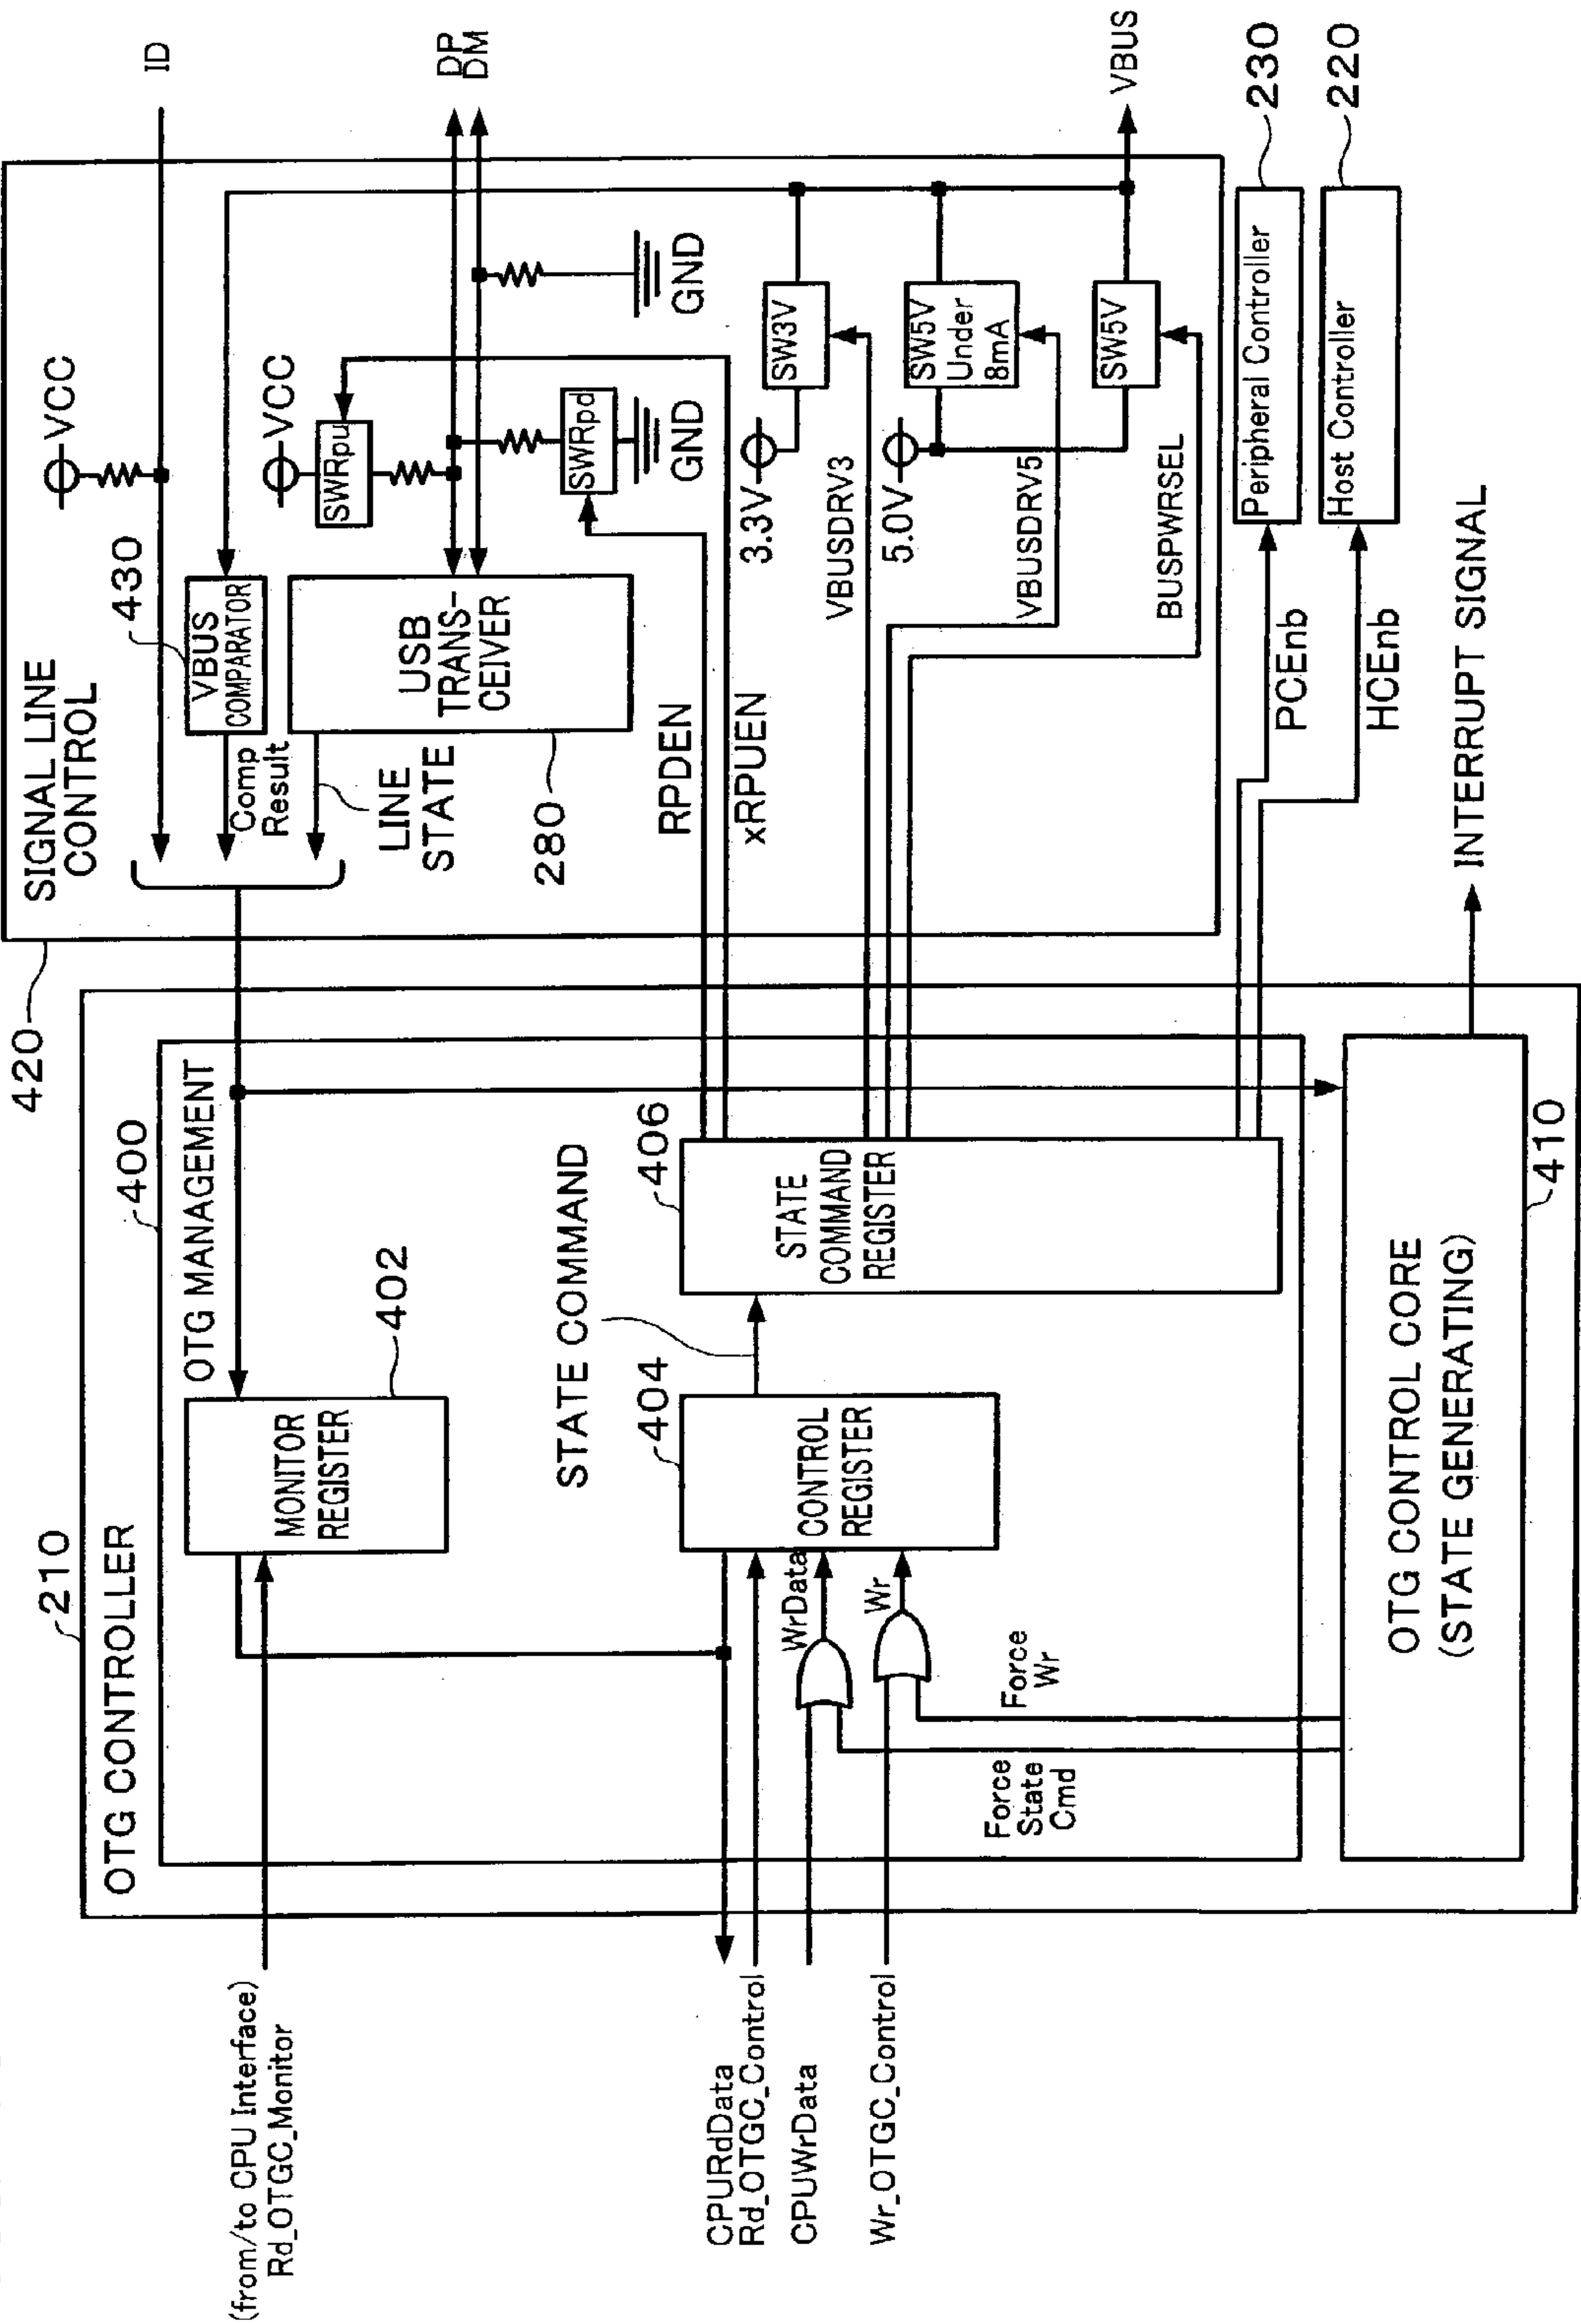 210
OTG CONTROLLER
400
OTG MANAGEMENT
MONITOR
REGISTER
402
STATE COMMAND
404
CONTROL
REGISTER
406
STATE
COMMAND
REGISTER
WrData
Wr
Force
Wr
Force
State
Cmd
OTG CONTROL CORE
(STATE GENERATING)
410
(from/to CPU Interface)
Rd_OTGC_Monitor
CPURdData
Rd_OTGC_Control
CPUWrData
Wr_OTGC_Control
420
SIGNAL LINE
CONTROL
430
VBUS
COMPARATOR
Comp
Result
LINE
STATE
USB
TRANS-
CEIVER
280
VCC
VCC
SWRpu
SWRpd
GND
GND
RPDEN
xRPUEN
3.3V
VBUSDRV3
SW3V
5.0V
VBUSDRV5
SW5V
Under
8mA
BUSPWRSEL
SW5V
ID
DP
DM
VBUS
Peripheral Controller
230
Host Controller
220
PCEnb
HCEnb
INTERRUPT SIGNAL